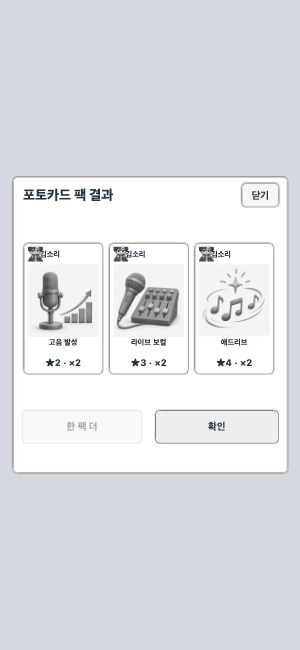 포토카드 팩 결과
닫기
김소리
김소리
김소리
고음 발성
라이브 보컬
애드리브
★2 · ×2
★3 · ×2
★4 · ×2
한 팩 더
확인